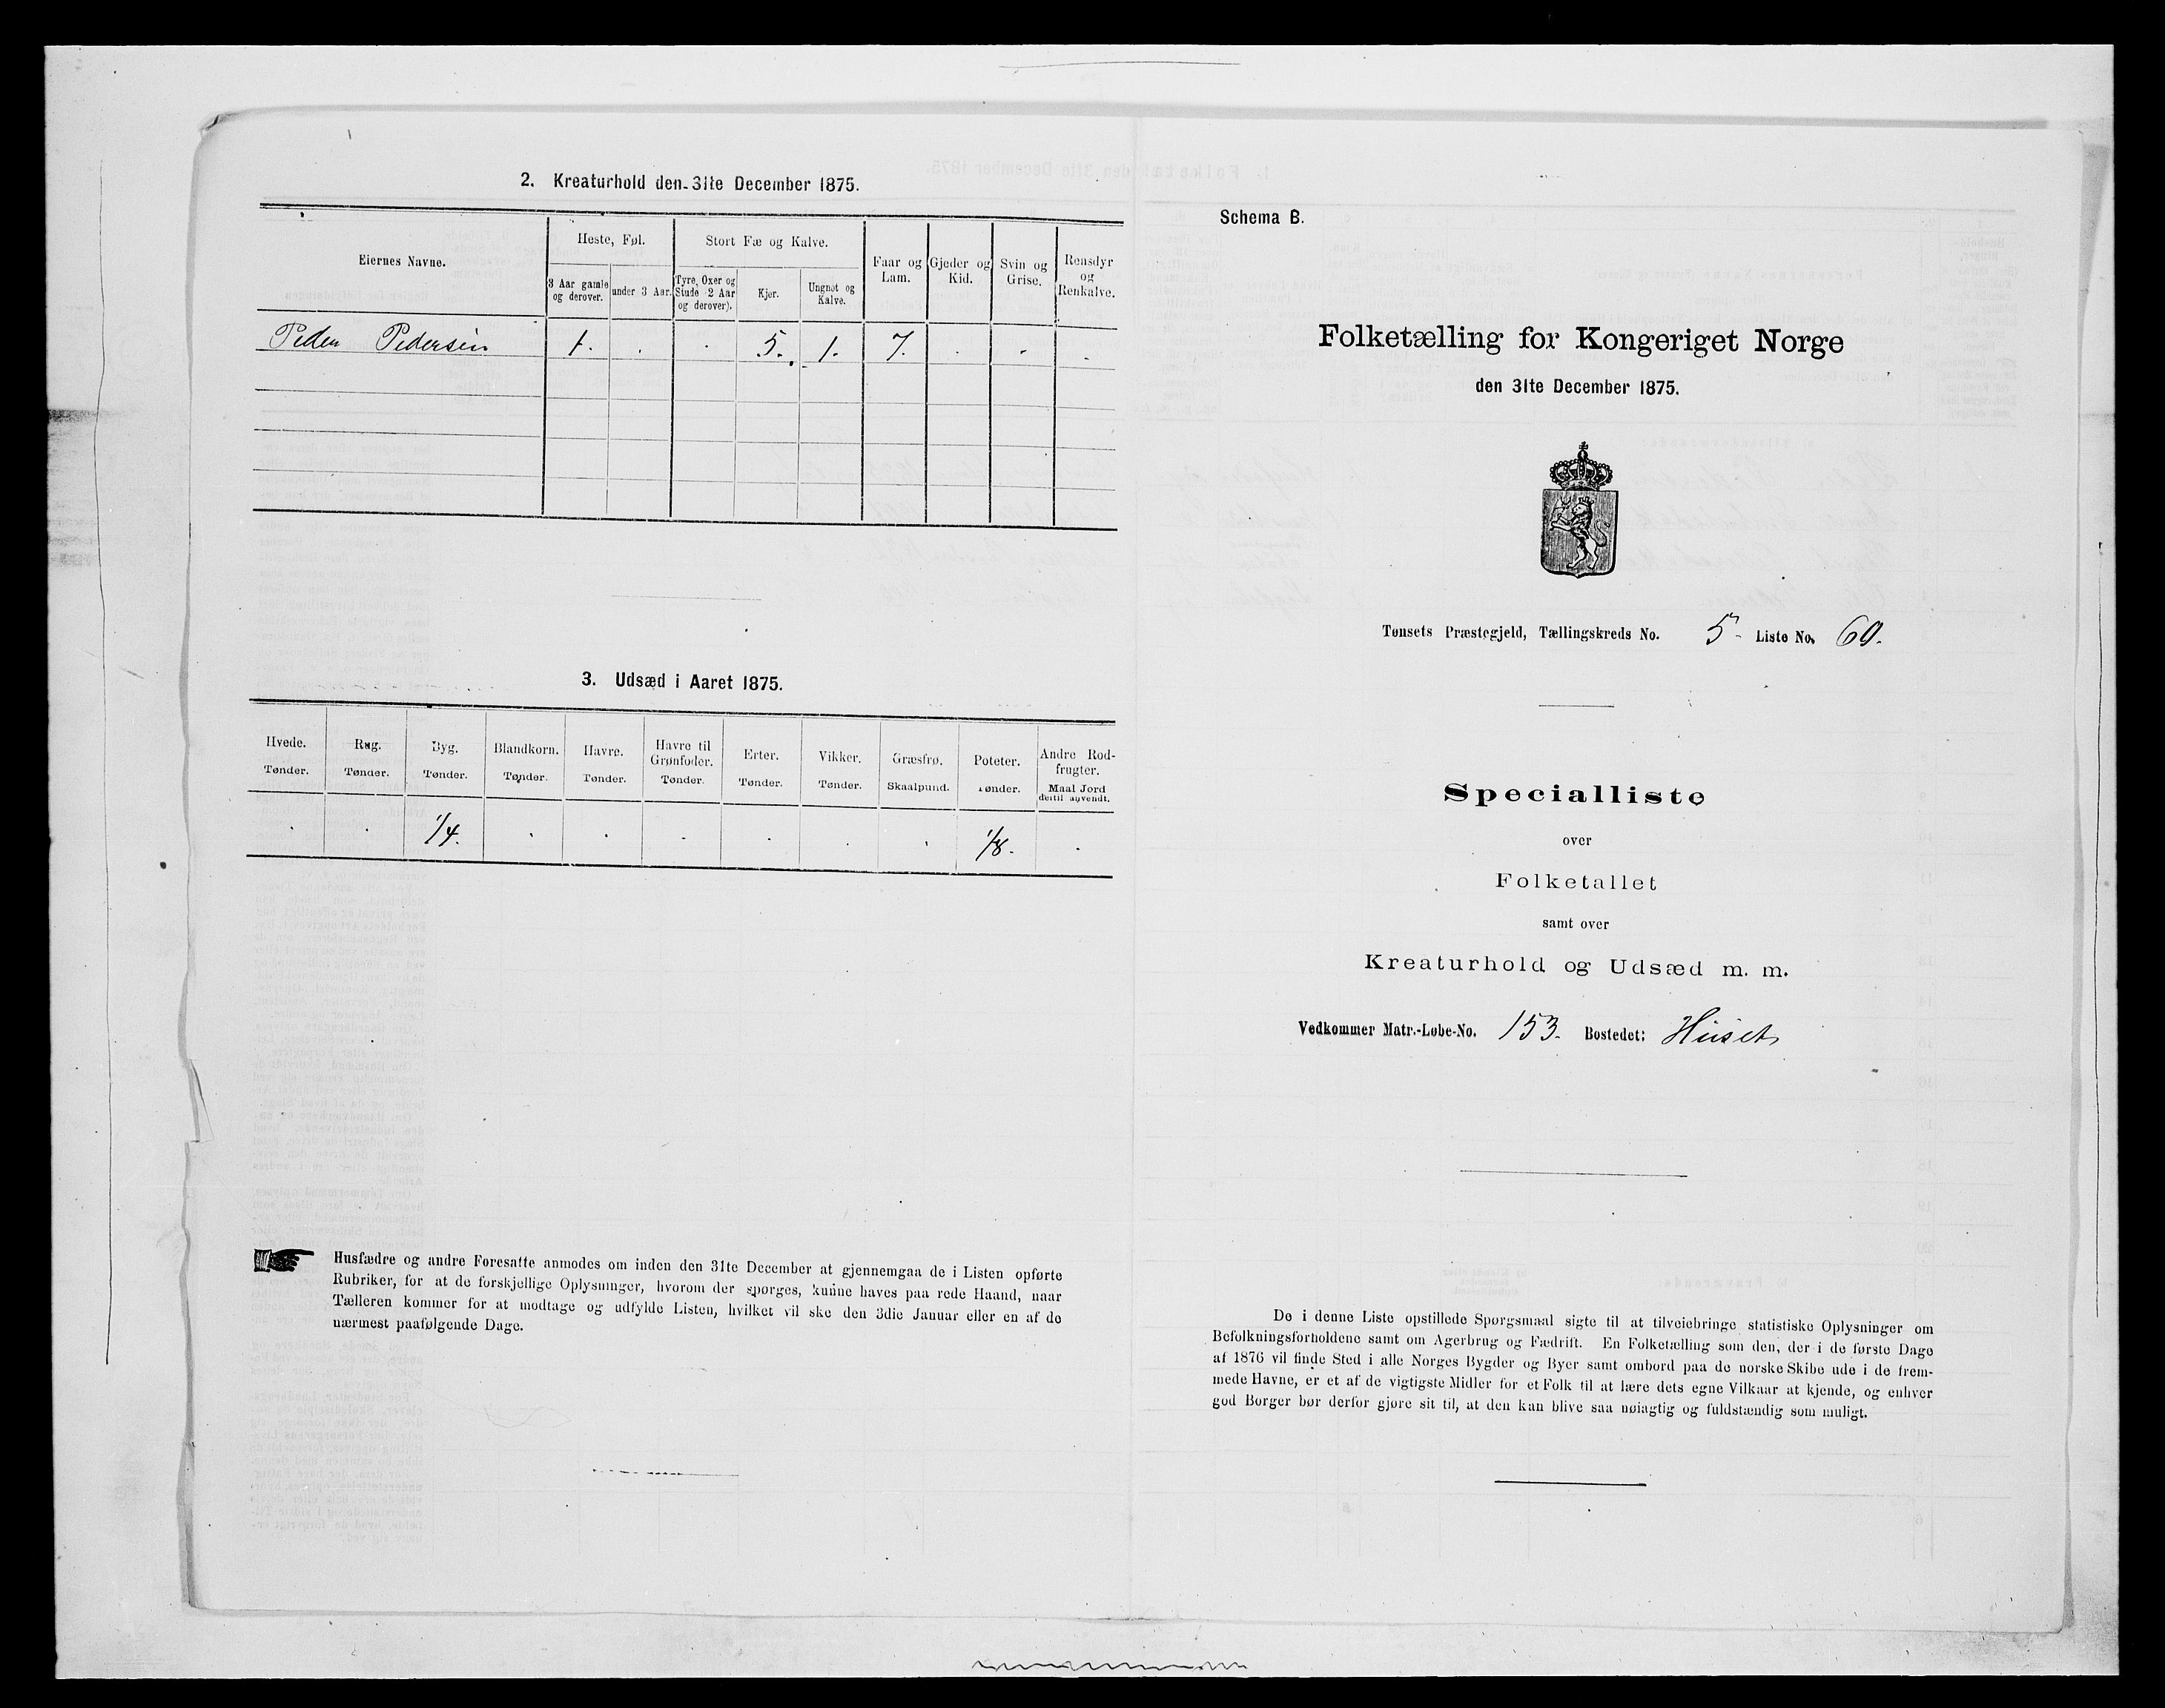 2. Kreaturhold den 31te December 1875.
Eiernes Navne.
Heste, Føl.
Stort Fæ og Kalve.
3 Aar gamle og derover.
under 3 Aar.
Tyre, Oxer og Stude (2 Aar og derover).
Kjør.
Ungnøt og Kalve.
Faar og Lam.
Gjeder og Kid.
Svin og Grise.
Rensdyr og Renkalve.
Peder Pedersen 1. . . 5. 1. 7. . . .
3. Udsæd i Aaret 1875.
Hvede. Rug. Byg. Blandkorn. Havre. Havre til Grønfoder. Erter. Vikker. Græsfrø. Poteter. Andre Rodfrugter.
Tønder. Tønder. Tønder. Tønder. Tønder. Tønder. Tønder. Tønder. Skaalpund. Tønder. Maal Jord dertil anvendt.
. . 1/4. . . . . . . 1/8. .
Husfædre og andre Foresatte anmodes om inden den 31te December at gjennemgaa de i Listen opførte
Rubriker, for at de forskjellige Oplysninger, hvorom der spørges, kunne haves paa rede Haand, naar
Tælleren kommer for at modtage og udfylde Listen, hvilket vil ske den 3die Januar eller en af de
nærmest paafølgende Dage.
Schema B.
Folketælling for Kongeriget Norge
den 31te December 1875.
Tønsets Præstegjeld, Tællingskreds No. 5. Liste No. 60.
Specialliste
over
Folketallet
samt over
Kreaturhold og Udsæd m. m.
Vedkommer Matr.-Løbe-No. 153. Bostedet: Huset
De i denne Liste opstillede Spørgsmaal sigte til at tilveiebringe statistiske Oplysninger om
Befolkningsforholdene samt om Agerbrug og Fædrift. En Folketælling som den, der i de første Dage
af 1876 vil finde Sted i alle Norges Bygder og Byer samt ombord paa de norske Skibe ude i de frem-
mede Havne, er et af de vigtigste Midler for et Folk til at lære dets egne Vilkaar at kjende, og enhver
god Borger bør derfor gjøre sit til, at den kan blive saa nøiagtig og fuldstændig som muligt.